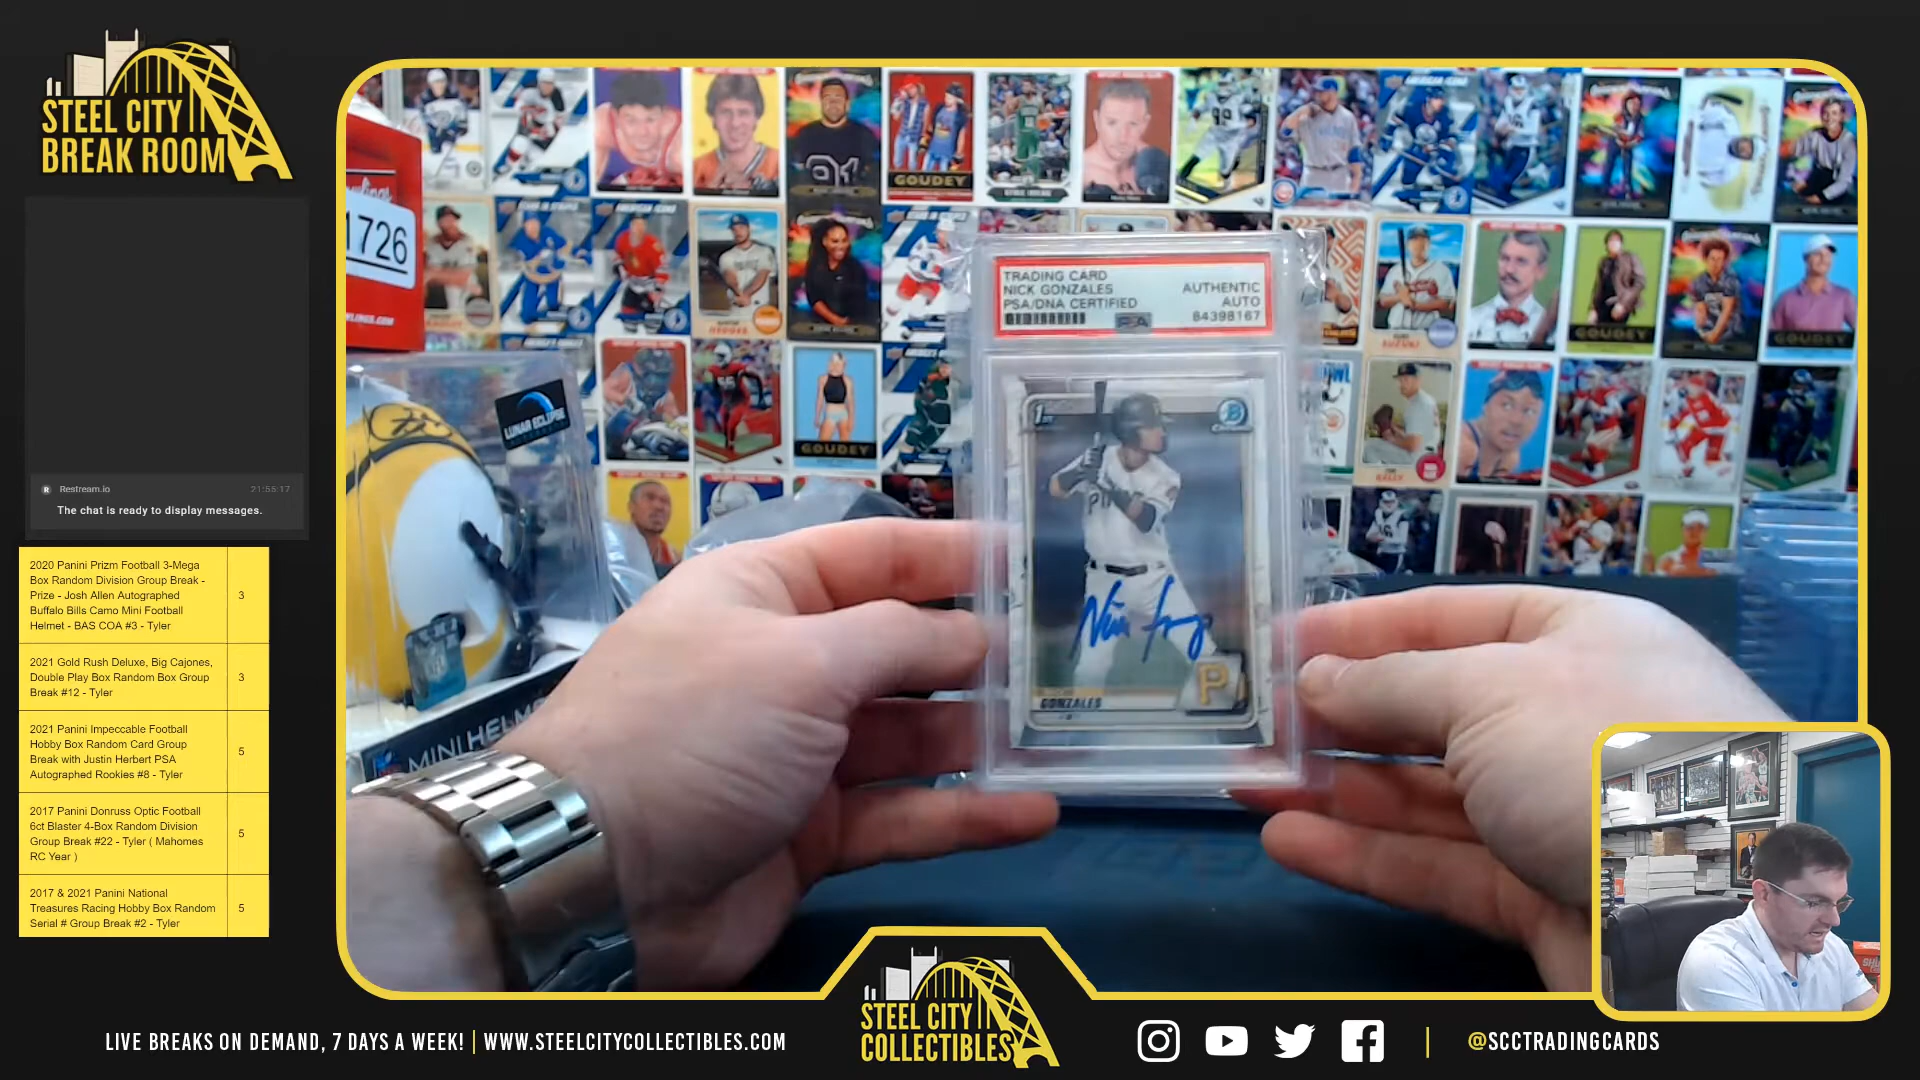 STEEL CITY
BREAK ROOM
Restream.io 21:55:17
The chat is ready to display messages.
2020 Panini Prizm Football 3-Mega
Box Random Division Group Break -
Prize - Josh Allen Autographed
Buffalo Bills Camo Mini Football
Helmet - BAS COA #3 - Tyler
3
2021 Gold Rush Deluxe, Big Cajones,
Double Play Box Random Box Group
Break #12 - Tyler
3
2021 Panini Impeccable Football
Hobby Box Random Card Group
Break with Justin Herbert PSA
Autographed Rookies #8 - Tyler
5
2017 Panini Donruss Optic Football
6ct Blaster 4-Box Random Division
Group Break #22 - Tyler ( Mahomes
RC Year )
5
2017 & 2021 Panini National
Treasures Racing Hobby Box Random
Serial # Group Break #2 - Tyler
5
1726
LUNAR ECLIPSE
MINI HELM
GOUDEY
GOUDEY
GOUDEY
GOUDEY
TRADING CARD
NICK GONZALES
PSA/DNA CERTIFIED
AUTHENTIC
AUTO
84398167
PSA
1st
GONZALES
P
LIVE BREAKS ON DEMAND, 7 DAYS A WEEK! | WWW.STEELCITYCOLLECTIBLES.COM
STEEL CITY
COLLECTIBLES
@SCCTRADINGCARDS